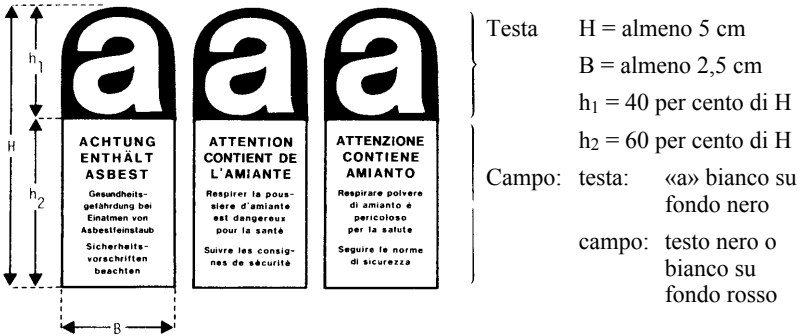 a
a
a
h1
H
h2
B
ACHTUNG
ENTHÄLT
ASBEST
Gesundheits-
gefährdung bei
Einatmen von
Asbestfeinstaub
Sicherheits-
vorschriften
beachten
ATTENTION
CONTIENT DE
L'AMIANTE
Respirer la pous-
sière d'amiante
est dangereux
pour la santé
Suivre les consig-
nes de sécurité
ATTENZIONE
CONTIENE
AMIANTO
Respirare polvere
di amianto è
pericoloso
per la salute
Seguire le norme
di sicurezza
Testa H = almeno 5 cm
B = almeno 2,5 cm
h1 = 40 per cento di H
h2 = 60 per cento di H
Campo: testa: «a» bianco su
fondo nero
campo: testo nero o
bianco su
fondo rosso